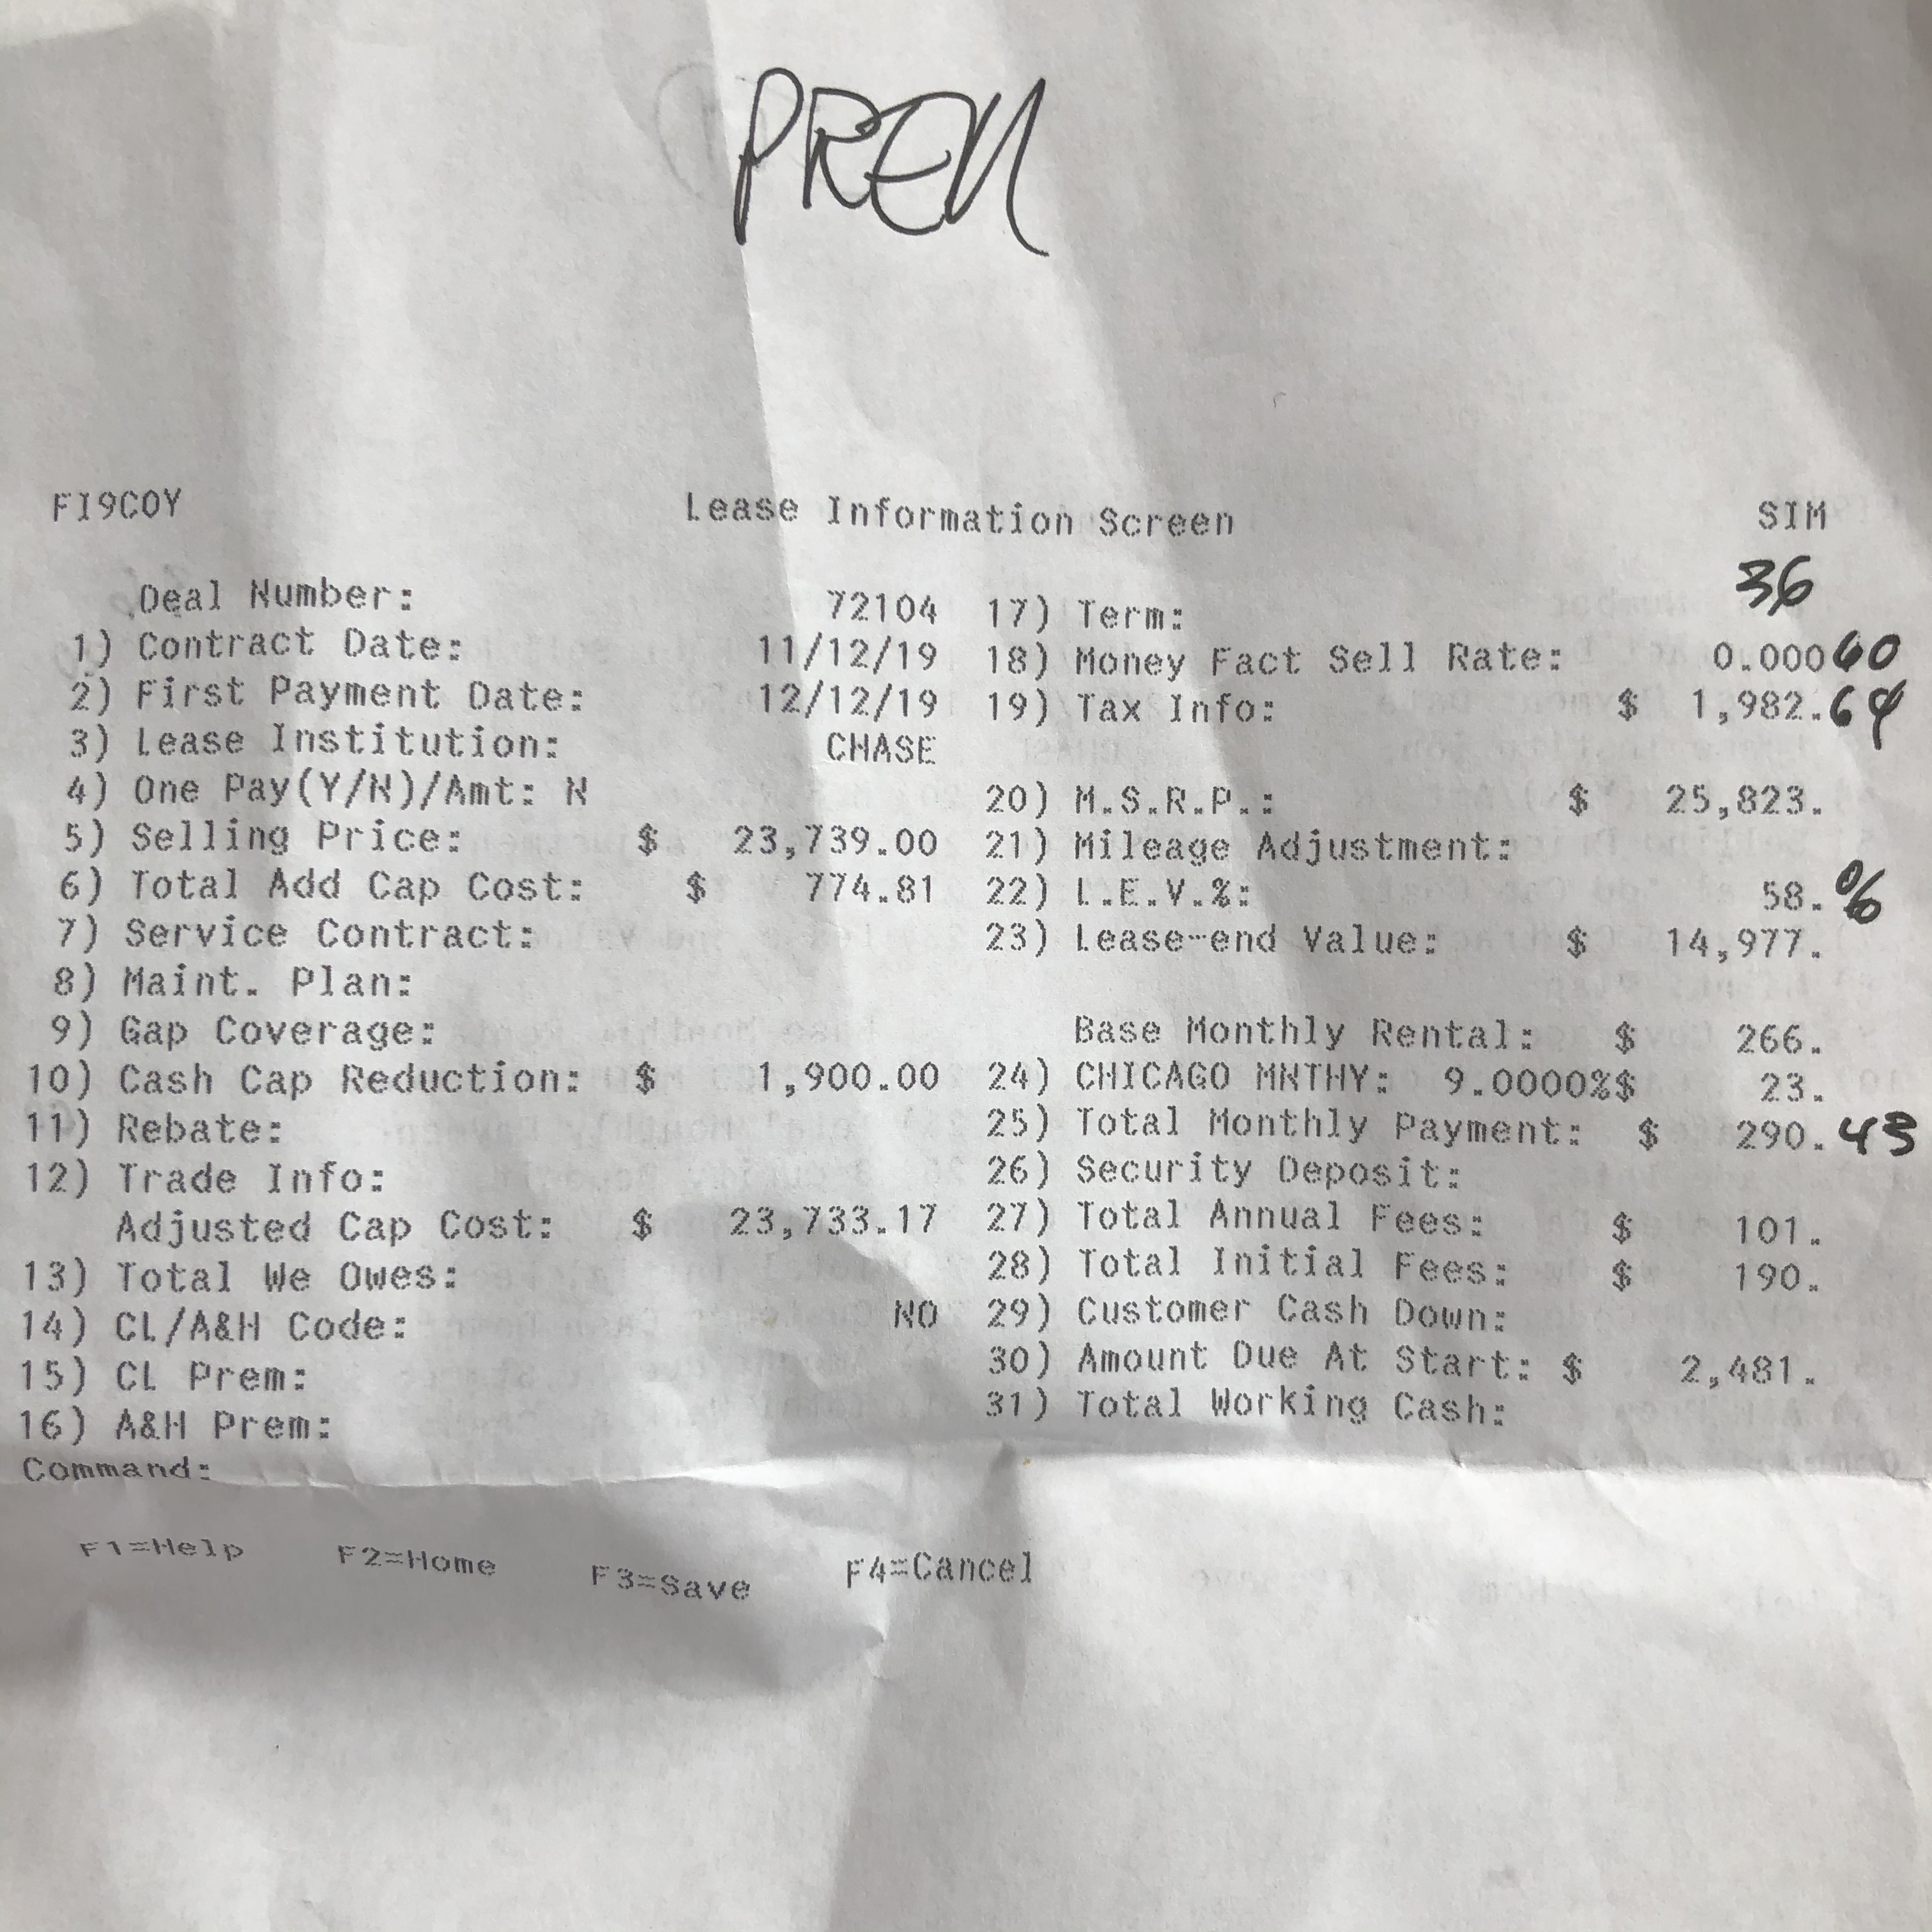 PREM
FI9COY Lease Information Screen SIM
Deal Number: 72104 17) Term: 36
1) Contract Date: 11/12/19 18) Money Fact Sell Rate: 0.00060
2) First Payment Date: 12/12/19 19) Tax Info: $ 1,982.64
3) Lease Institution: CHASE
4) One Pay(Y/N)/Amt: N 20) M.S.R.P.: $ 25,823.
5) Selling Price: $ 23,739.00 21) Mileage Adjustment:
6) Total Add Cap Cost: $ 774.81 22) L.E.V.%: 58.%
7) Service Contract: 23) Lease-end Value: $ 14,977.
8) Maint. Plan:
9) Gap Coverage: Base Monthly Rental: $ 266.
10) Cash Cap Reduction: $ 1,900.00 24) CHICAGO MNTHY: 9.0000%$ 23.
11) Rebate: 25) Total Monthly Payment: $ 290.43
12) Trade Info: 26) Security Deposit:
Adjusted Cap Cost: $ 23,733.17 27) Total Annual Fees: $ 101.
13) Total We Owes: 28) Total Initial Fees: $ 190.
14) CL/A&H Code: NO 29) Customer Cash Down:
15) CL Prem: 30) Amount Due At Start: $ 2,481.
16) A&H Prem: 31) Total Working Cash:
Command:
F1=Help F2=Home F3=Save F4=Cancel